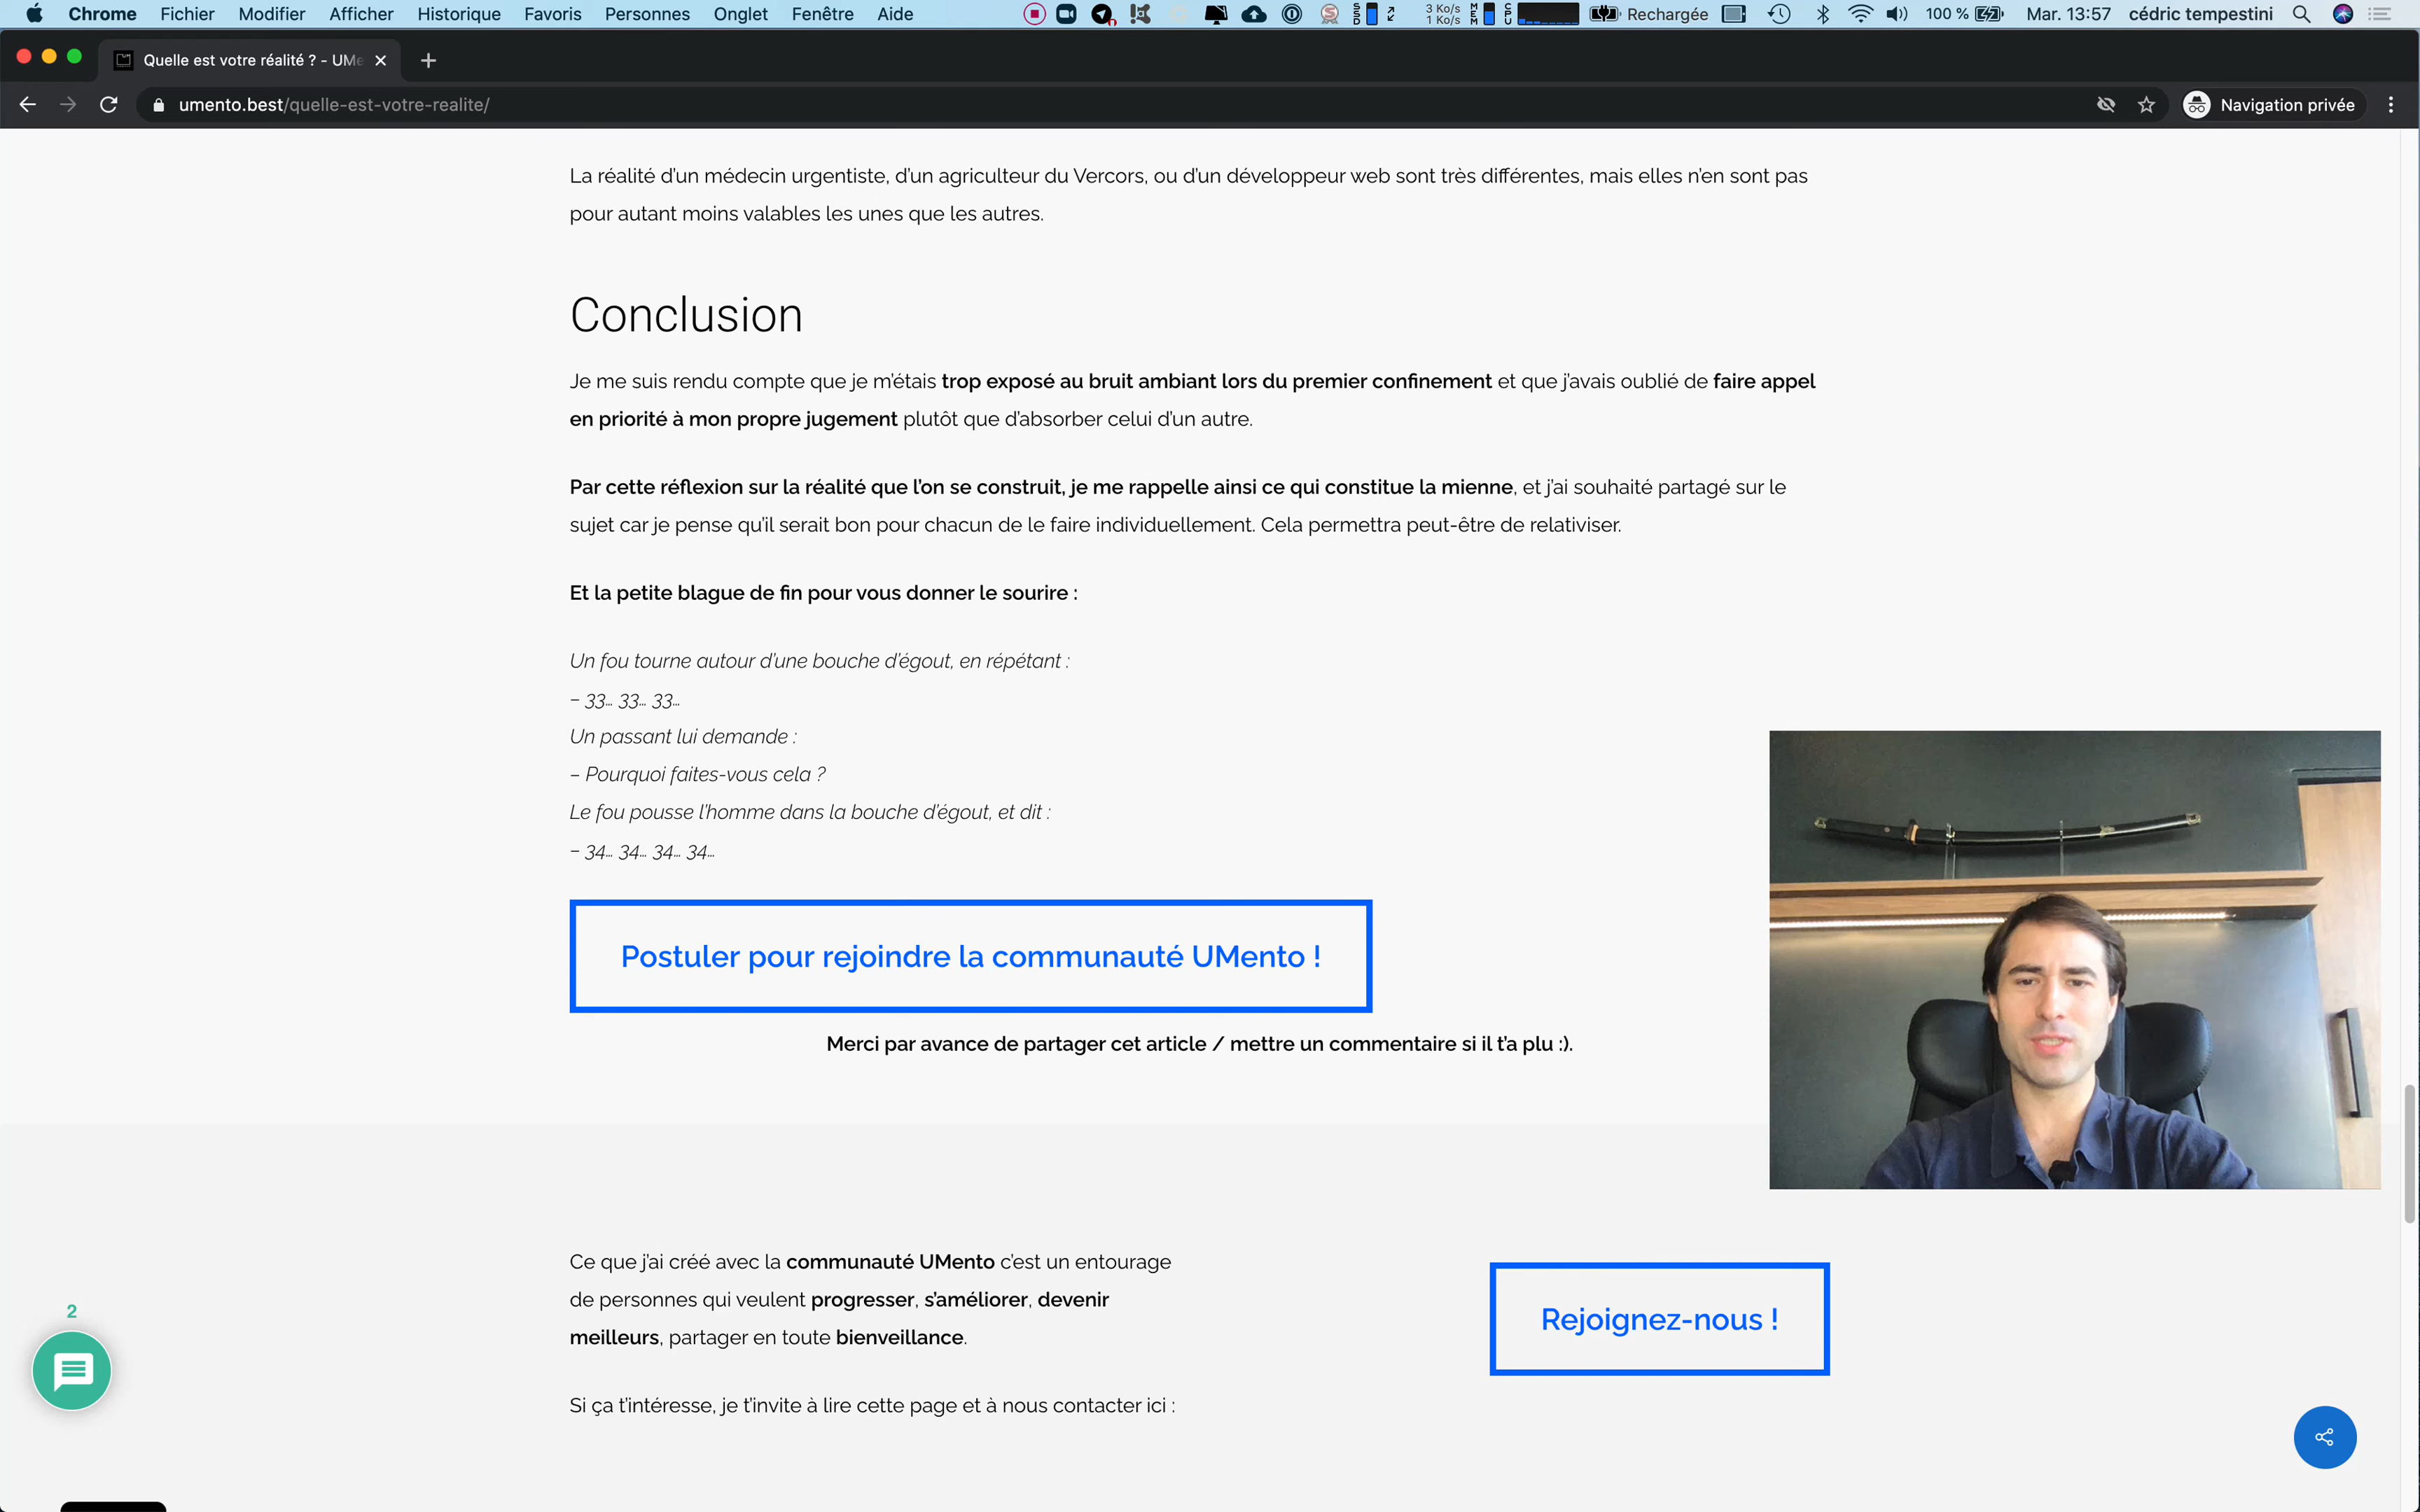 Chrome Fichier Modifier Afficher Historique Favoris Personnes Onglet Fenêtre Aide 3 Ko/s 1 Ko/s Rechargée 100 % Mar. 13:57 cédric tempestini
Quelle est votre réalité ? - UMe
umento.best/quelle-est-votre-realite/ Navigation privée
La réalité d'un médecin urgentiste, d'un agriculteur du Vercors, ou d'un développeur web sont très différentes, mais elles n'en sont pas
pour autant moins valables les unes que les autres.
Conclusion
Je me suis rendu compte que je m'étais trop exposé au bruit ambiant lors du premier confinement et que j'avais oublié de faire appel
en priorité à mon propre jugement plutôt que d'absorber celui d'un autre.
Par cette réflexion sur la réalité que l'on se construit, je me rappelle ainsi ce qui constitue la mienne, et j'ai souhaité partagé sur le
sujet car je pense qu'il serait bon pour chacun de le faire individuellement. Cela permettra peut-être de relativiser.
Et la petite blague de fin pour vous donner le sourire :
Un fou tourne autour d'une bouche d'égout, en répétant :
– 33… 33… 33…
Un passant lui demande :
– Pourquoi faites-vous cela ?
Le fou pousse l'homme dans la bouche d'égout, et dit :
– 34… 34… 34… 34…
Postuler pour rejoindre la communauté UMento !
Merci par avance de partager cet article / mettre un commentaire si il t'a plu :).
Ce que j'ai créé avec la communauté UMento c'est un entourage
de personnes qui veulent progresser, s'améliorer, devenir
meilleurs, partager en toute bienveillance.
Rejoignez-nous !
2
Si ça t'intéresse, je t'invite à lire cette page et à nous contacter ici :